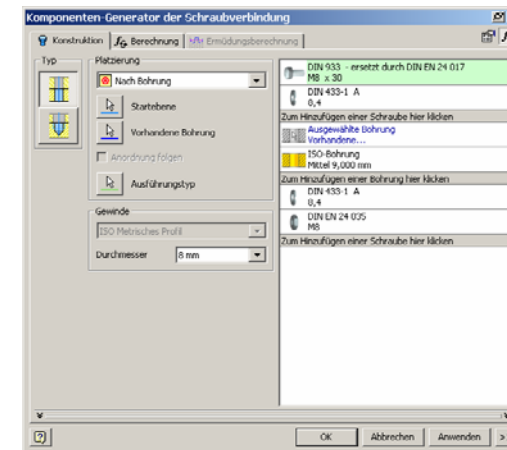 Komponenten-Generator der Schraubverbindung
Konstruktion
fG Berechnung
Ermüdungsberechnung
Typ
Platzierung
Nach Bohrung
Startebene
Vorhandene Bohrung
Anordnung folgen
Ausführungstyp
Gewinde
ISO Metrisches Profil
Durchmesser
8 mm
DIN 933 - ersetzt durch DIN EN 24 017
M8 x 30
DIN 433-1 A
8,4
Zum Hinzufügen einer Schraube hier klicken
Ausgewählte Bohrung
Vorhandene...
ISO-Bohrung
Mittel 9,000 mm
Zum Hinzufügen einer Bohrung hier klicken
DIN 433-1 A
8,4
DIN EN 24 035
M8
Zum Hinzufügen einer Schraube hier klicken
OK
Abbrechen
Anwenden
>